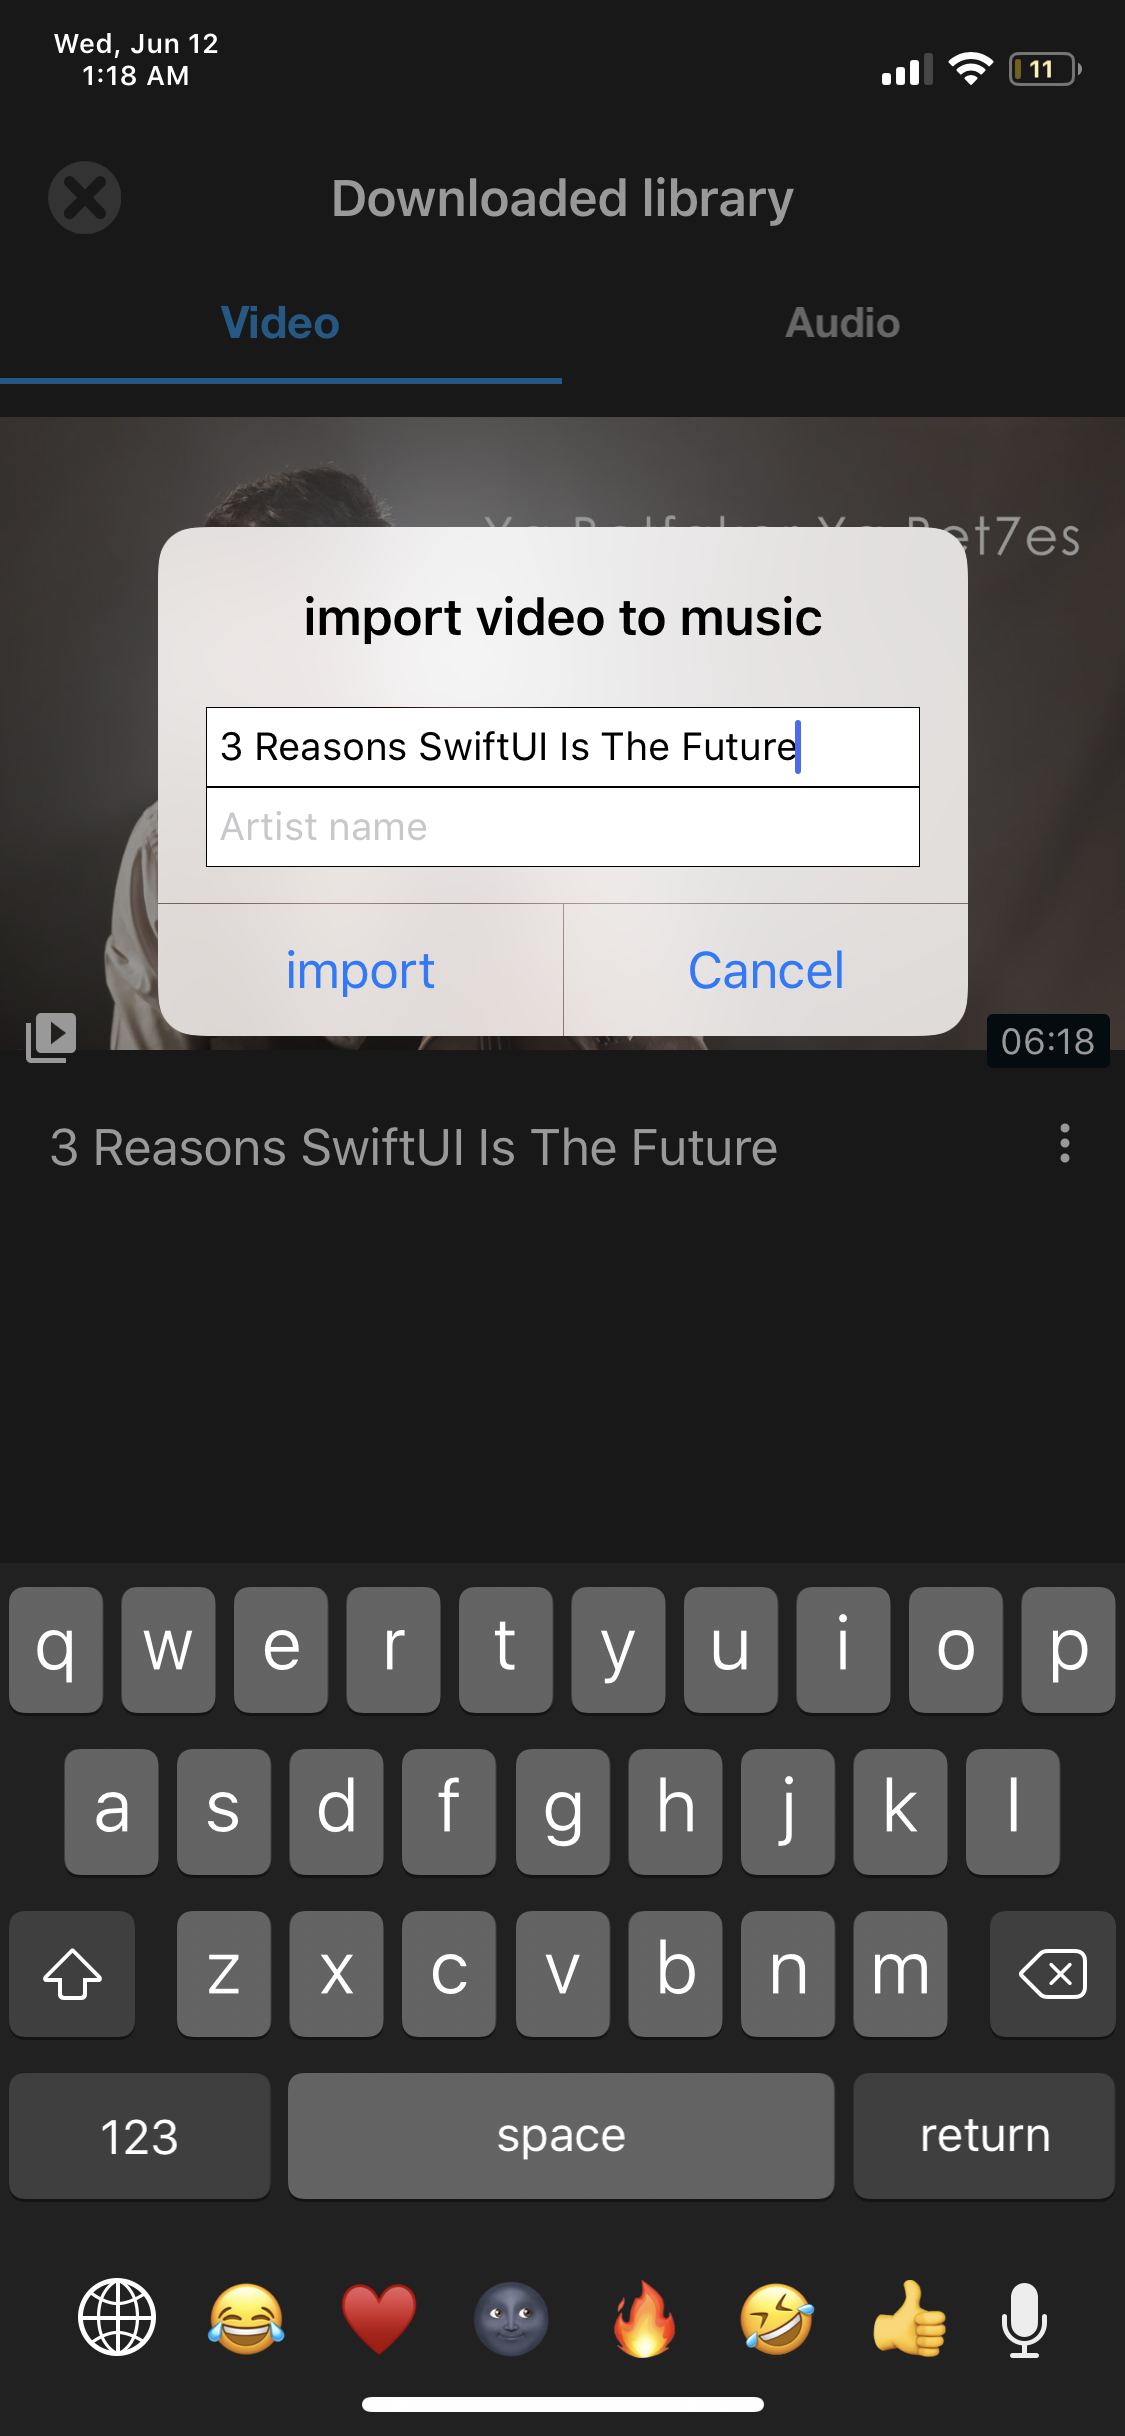 Wed, Jun 12
1:18 AM
11
Downloaded library
Video
Audio
et7es
import video to music
3 Reasons SwiftUI Is The Future
Artist name
import
Cancel
06:18
3 Reasons SwiftUI Is The Future
q w e r t y u i o p
a s d f g h j k l
z x c v b n m
123
space
return